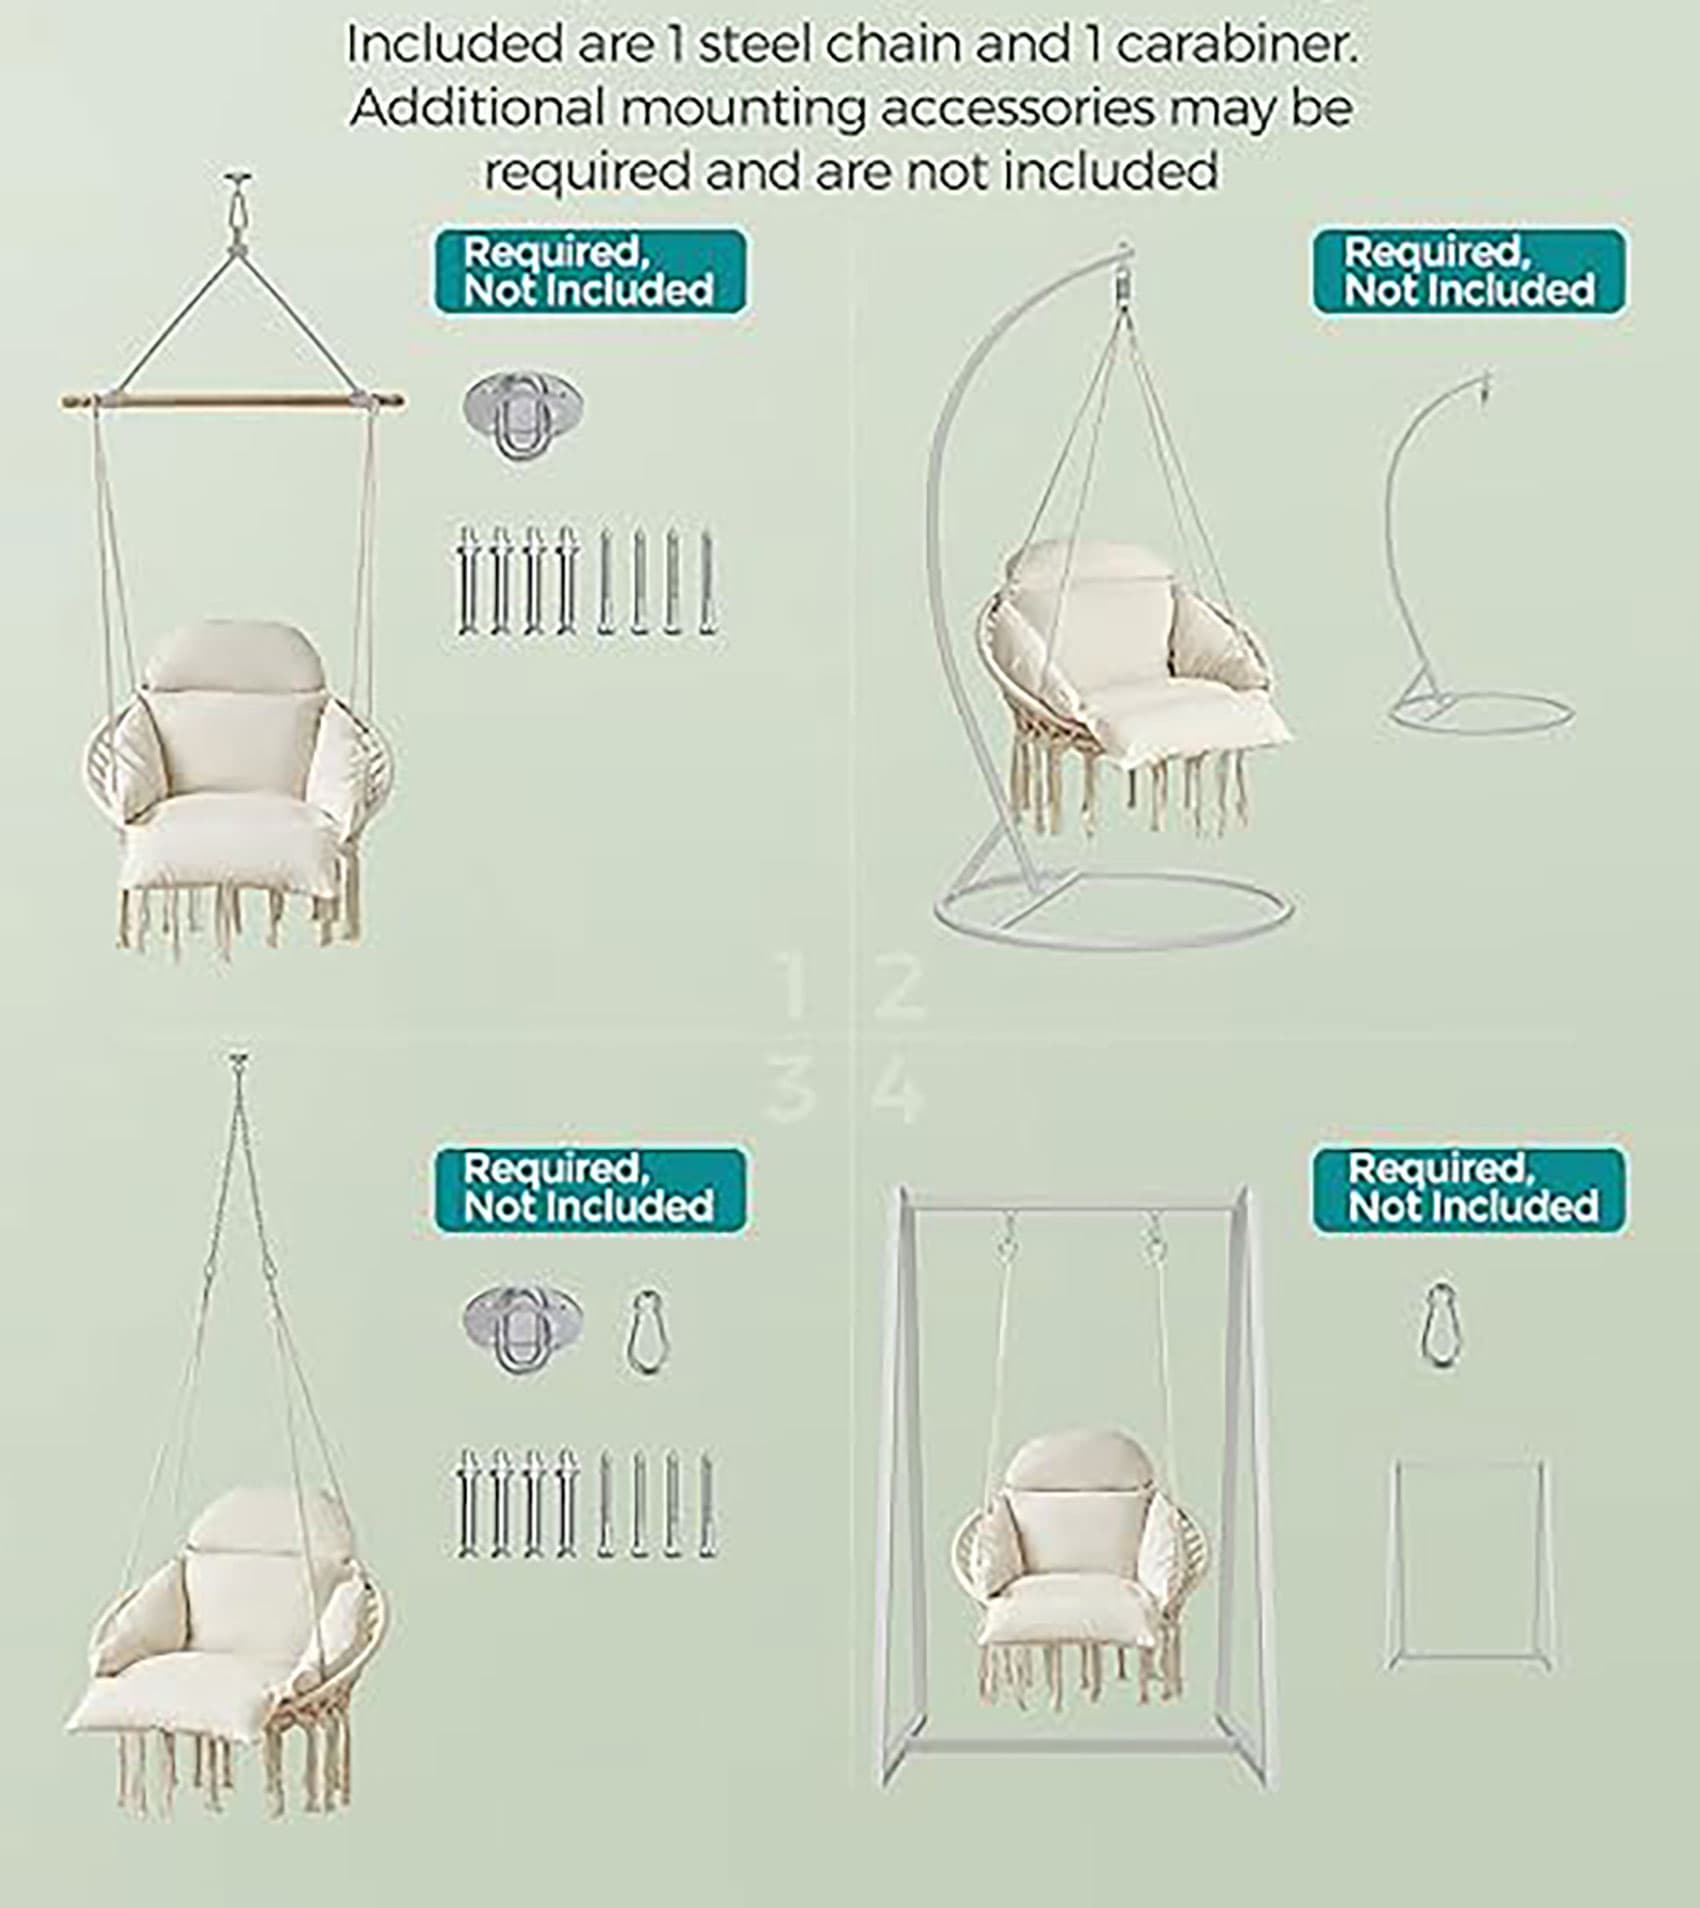 Included are 1 steel chain and 1 carabiner.
Additional mounting accessories may be
required and are not included
Required,
Not Included
Required,
Not Included
1 2
3 4
Required,
Not Included
Required,
Not Included